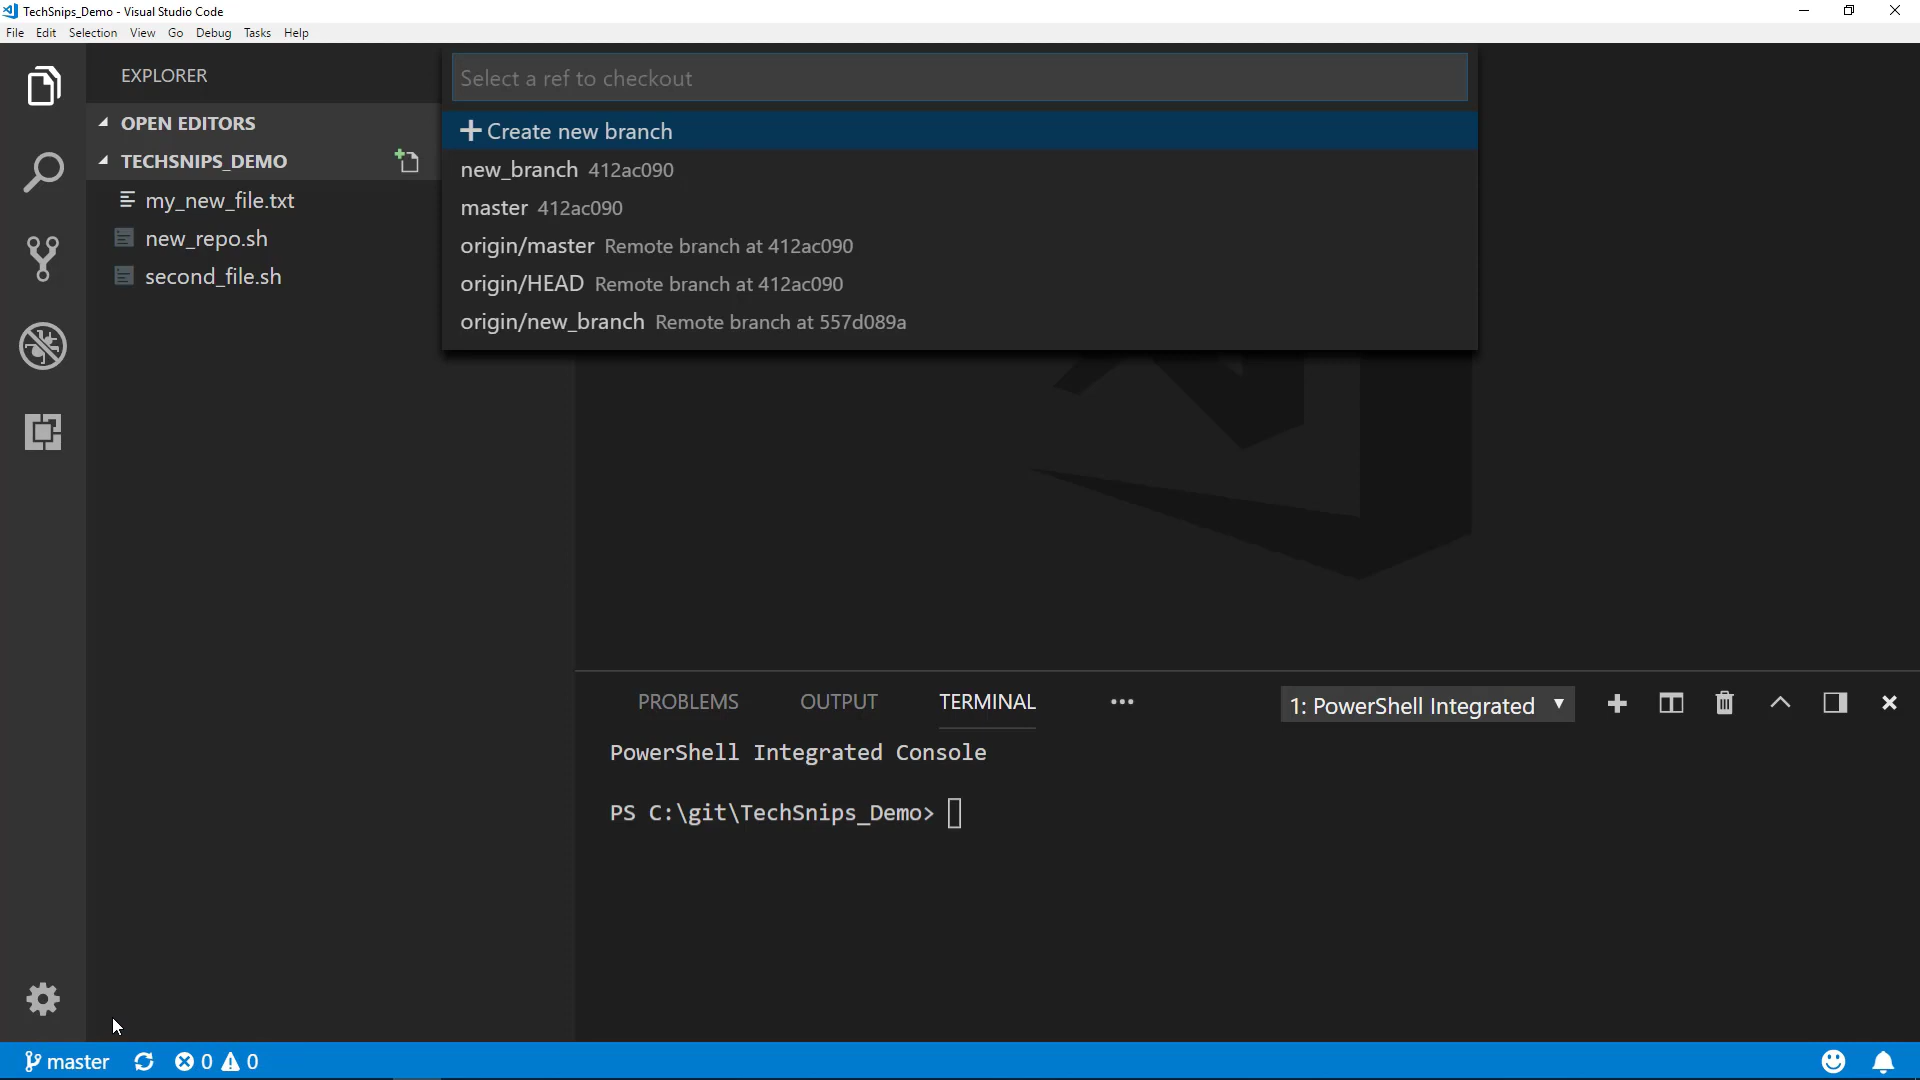 TechSnips_Demo - Visual Studio Code
File Edit Selection View Go Debug Tasks Help
EXPLORER
OPEN EDITORS
TECHSNIPS_DEMO
my_new_file.txt
new_repo.sh
second_file.sh
Select a ref to checkout
Create new branch
new_branch 412ac090
master 412ac090
origin/master Remote branch at 412ac090
origin/HEAD Remote branch at 412ac090
origin/new_branch Remote branch at 557d089a
PROBLEMS OUTPUT TERMINAL ••• 1: PowerShell Integrated
PowerShell Integrated Console
PS C:\git\TechSnips_Demo>
master 0 0